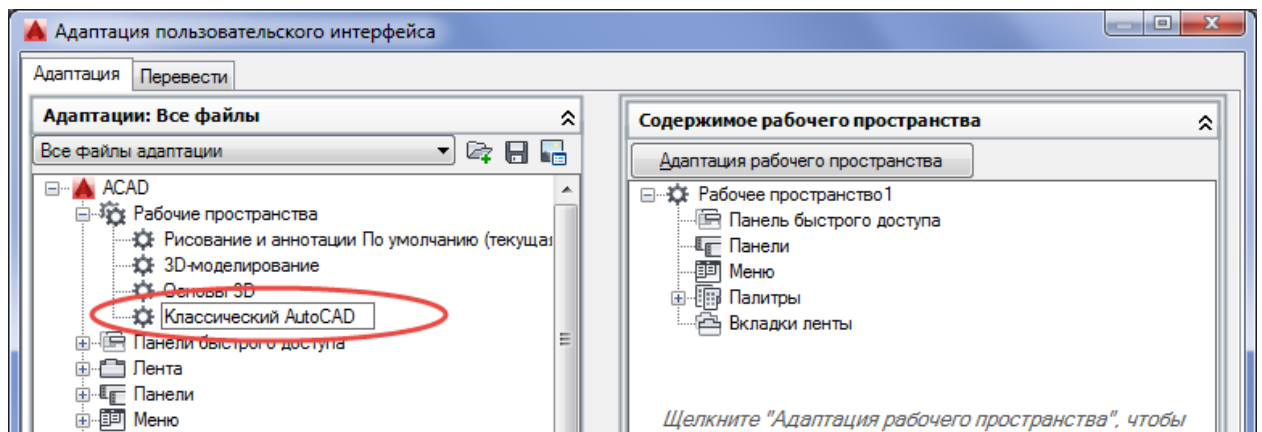 Адаптация пользовательского интерфейса
Адаптация Перевести
Адаптации: Все файлы
Все файлы адаптации
ACAD
Рабочие пространства
Рисование и аннотации По умолчанию (текущая
3D-моделирование
Основы 3D
Классический AutoCAD
Панели быстрого доступа
Лента
Панели
Меню
Содержимое рабочего пространства
Адаптация рабочего пространства
Рабочее пространство1
Панель быстрого доступа
Панели
Меню
Палитры
Вкладки ленты
Щелкните "Адаптация рабочего пространства", чтобы